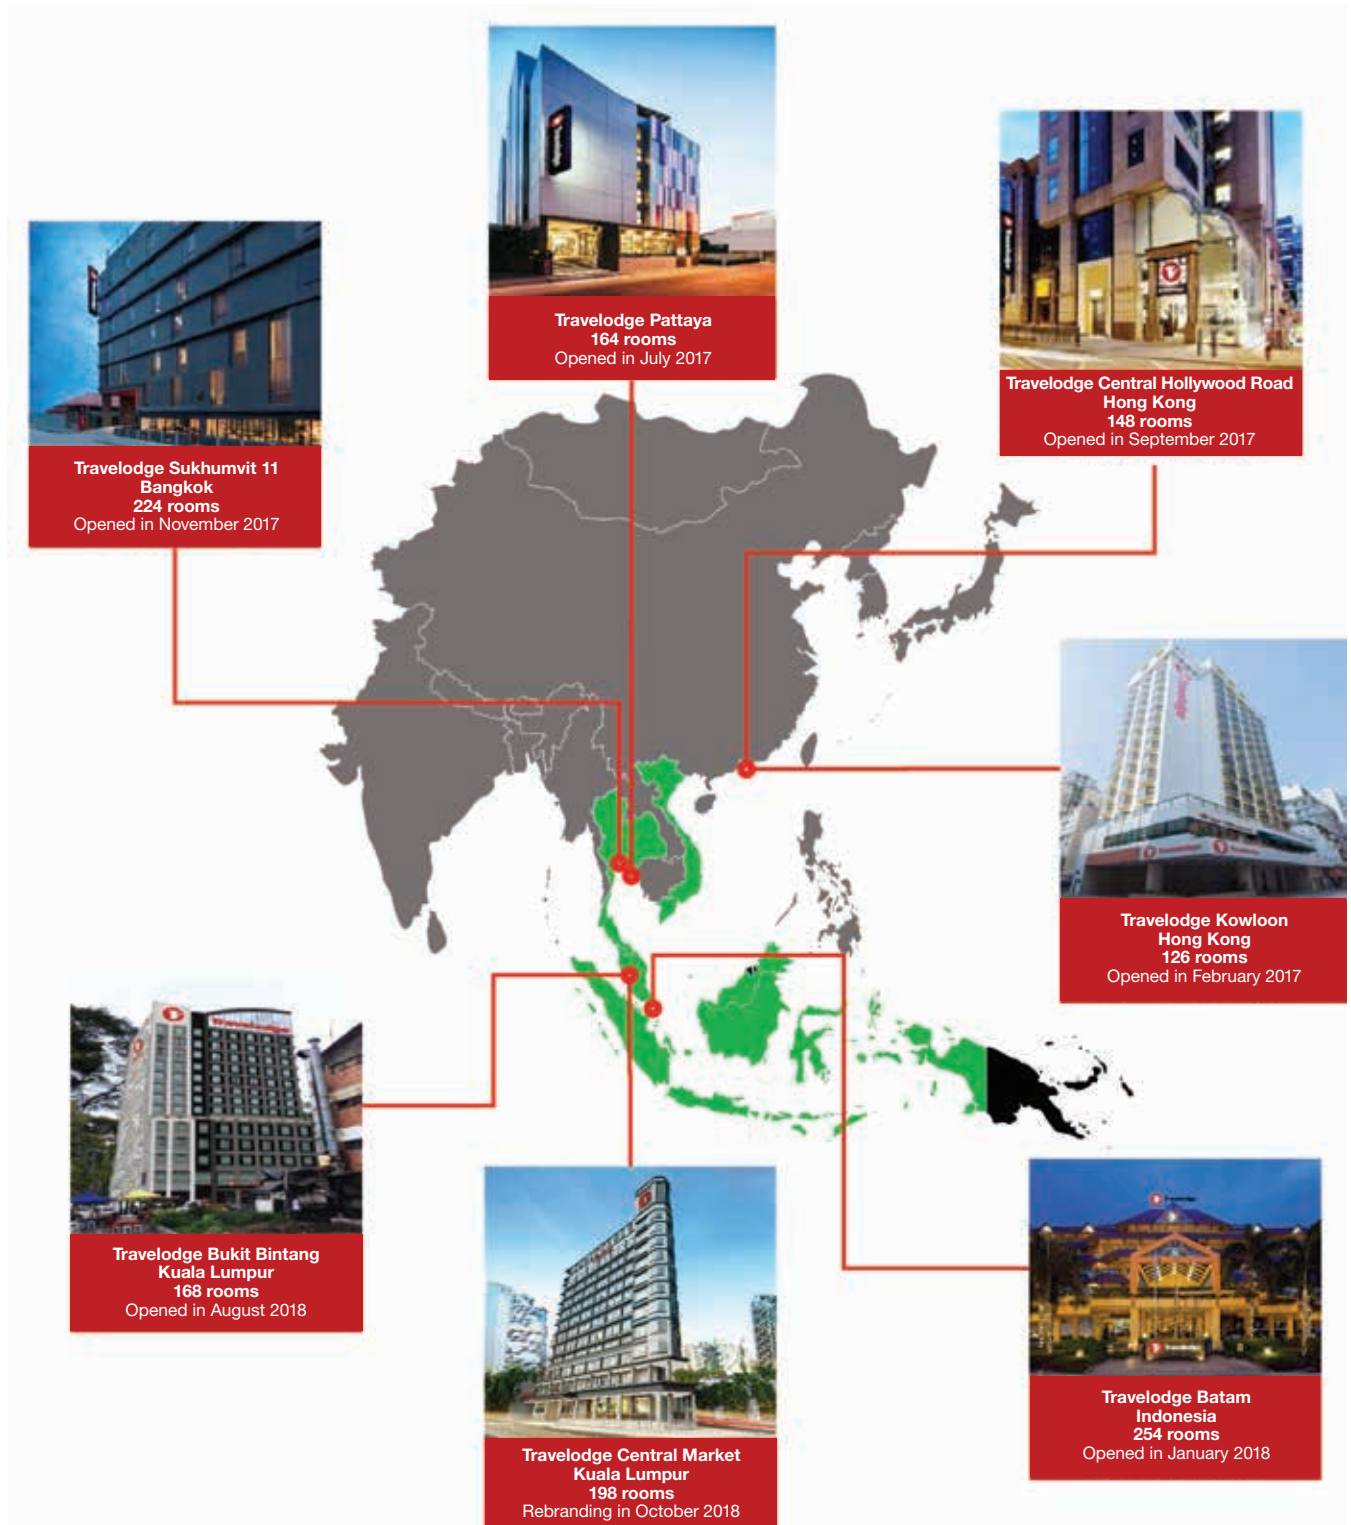 Travelodge Pattaya
164 rooms
Opened in July 2017
Travelodge Central Hollywood Road
Hong Kong
148 rooms
Opened in September 2017
Travelodge Sukhumvit 11
Bangkok
224 rooms
Opened in November 2017
Travelodge Kowloon
Hong Kong
126 rooms
Opened in February 2017
Travelodge
Travelodge Bukit Bintang
Kuala Lumpur
168 rooms
Opened in August 2018
Travelodge Central Market
Kuala Lumpur
198 rooms
Rebranding in October 2018
Travelodge Batam
Indonesia
254 rooms
Opened in January 2018